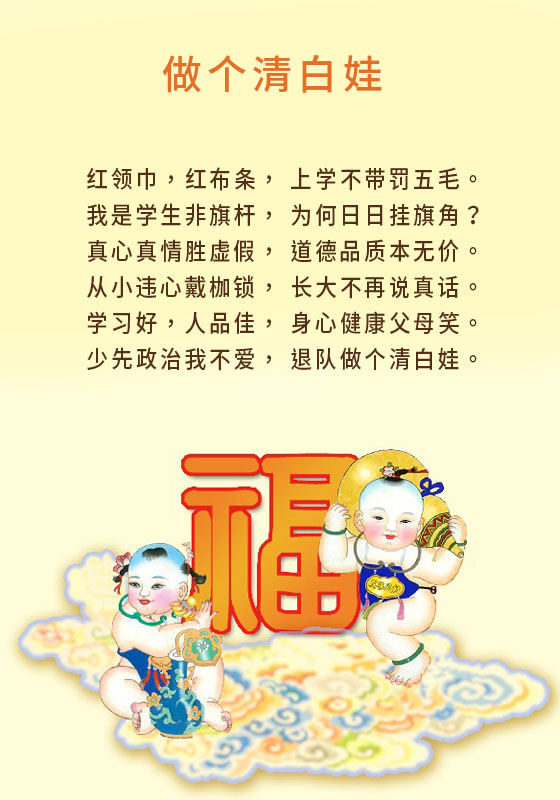 做个清白娃
红领巾，红布条， 上学不带罚五毛。
我是学生非旗杆， 为何日日挂旗角？
真心真情胜虚假， 道德品质本无价。
从小违心戴枷锁， 长大不再说真话。
学习好，人品佳， 身心健康父母笑。
少先政治我不爱， 退队做个清白娃。
福